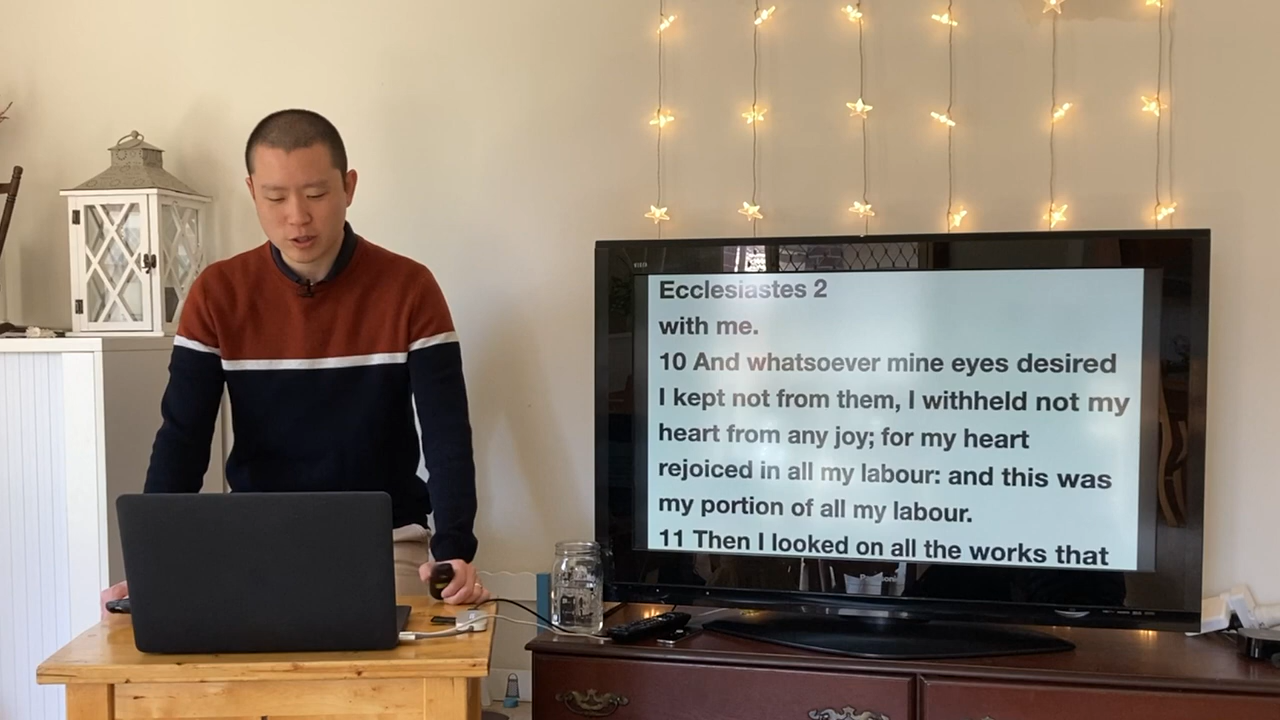 Ecclesiastes 2
with me.
10 And whatsoever mine eyes desired
I kept not from them, I withheld not my
heart from any joy; for my heart
rejoiced in all my labour: and this was
my portion of all my labour.
11 Then I looked on all the works that
Panasonic